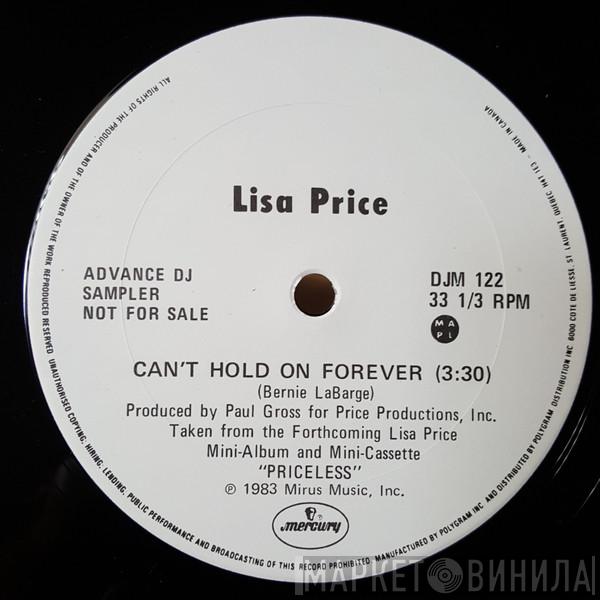 Lisa Price
ADVANCE DJ
SAMPLER
NOT FOR SALE
DJM 122
33 1/3 RPM
M A
P L
CAN'T HOLD ON FOREVER (3:30)
(Bernie LaBarge)
Produced by Paul Gross for Price Productions, Inc.
Taken from the Forthcoming Lisa Price
Mini-Album and Mini-Cassette
"PRICELESS"
℗ 1983 Mirus Music, Inc.
mercury
ALL RIGHTS OF THE PRODUCER AND OF THE OWNER OF THE WORK REPRODUCED RESERVED. UNAUTHORISED COPYING, HIRING, LENDING, PUBLIC PERFORMANCE AND BROADCASTING OF THIS RECORD PROHIBITED. MANUFACTURED BY POLYGRAM INC AND DISTRIBUTED BY POLYGRAM DISTRIBUTION INC 6000 COTE DE LIESSE, ST LAURENT, QUEBEC H4T 1E3 - MADE IN CANADA
МАРКЕТ ВИНИЛА